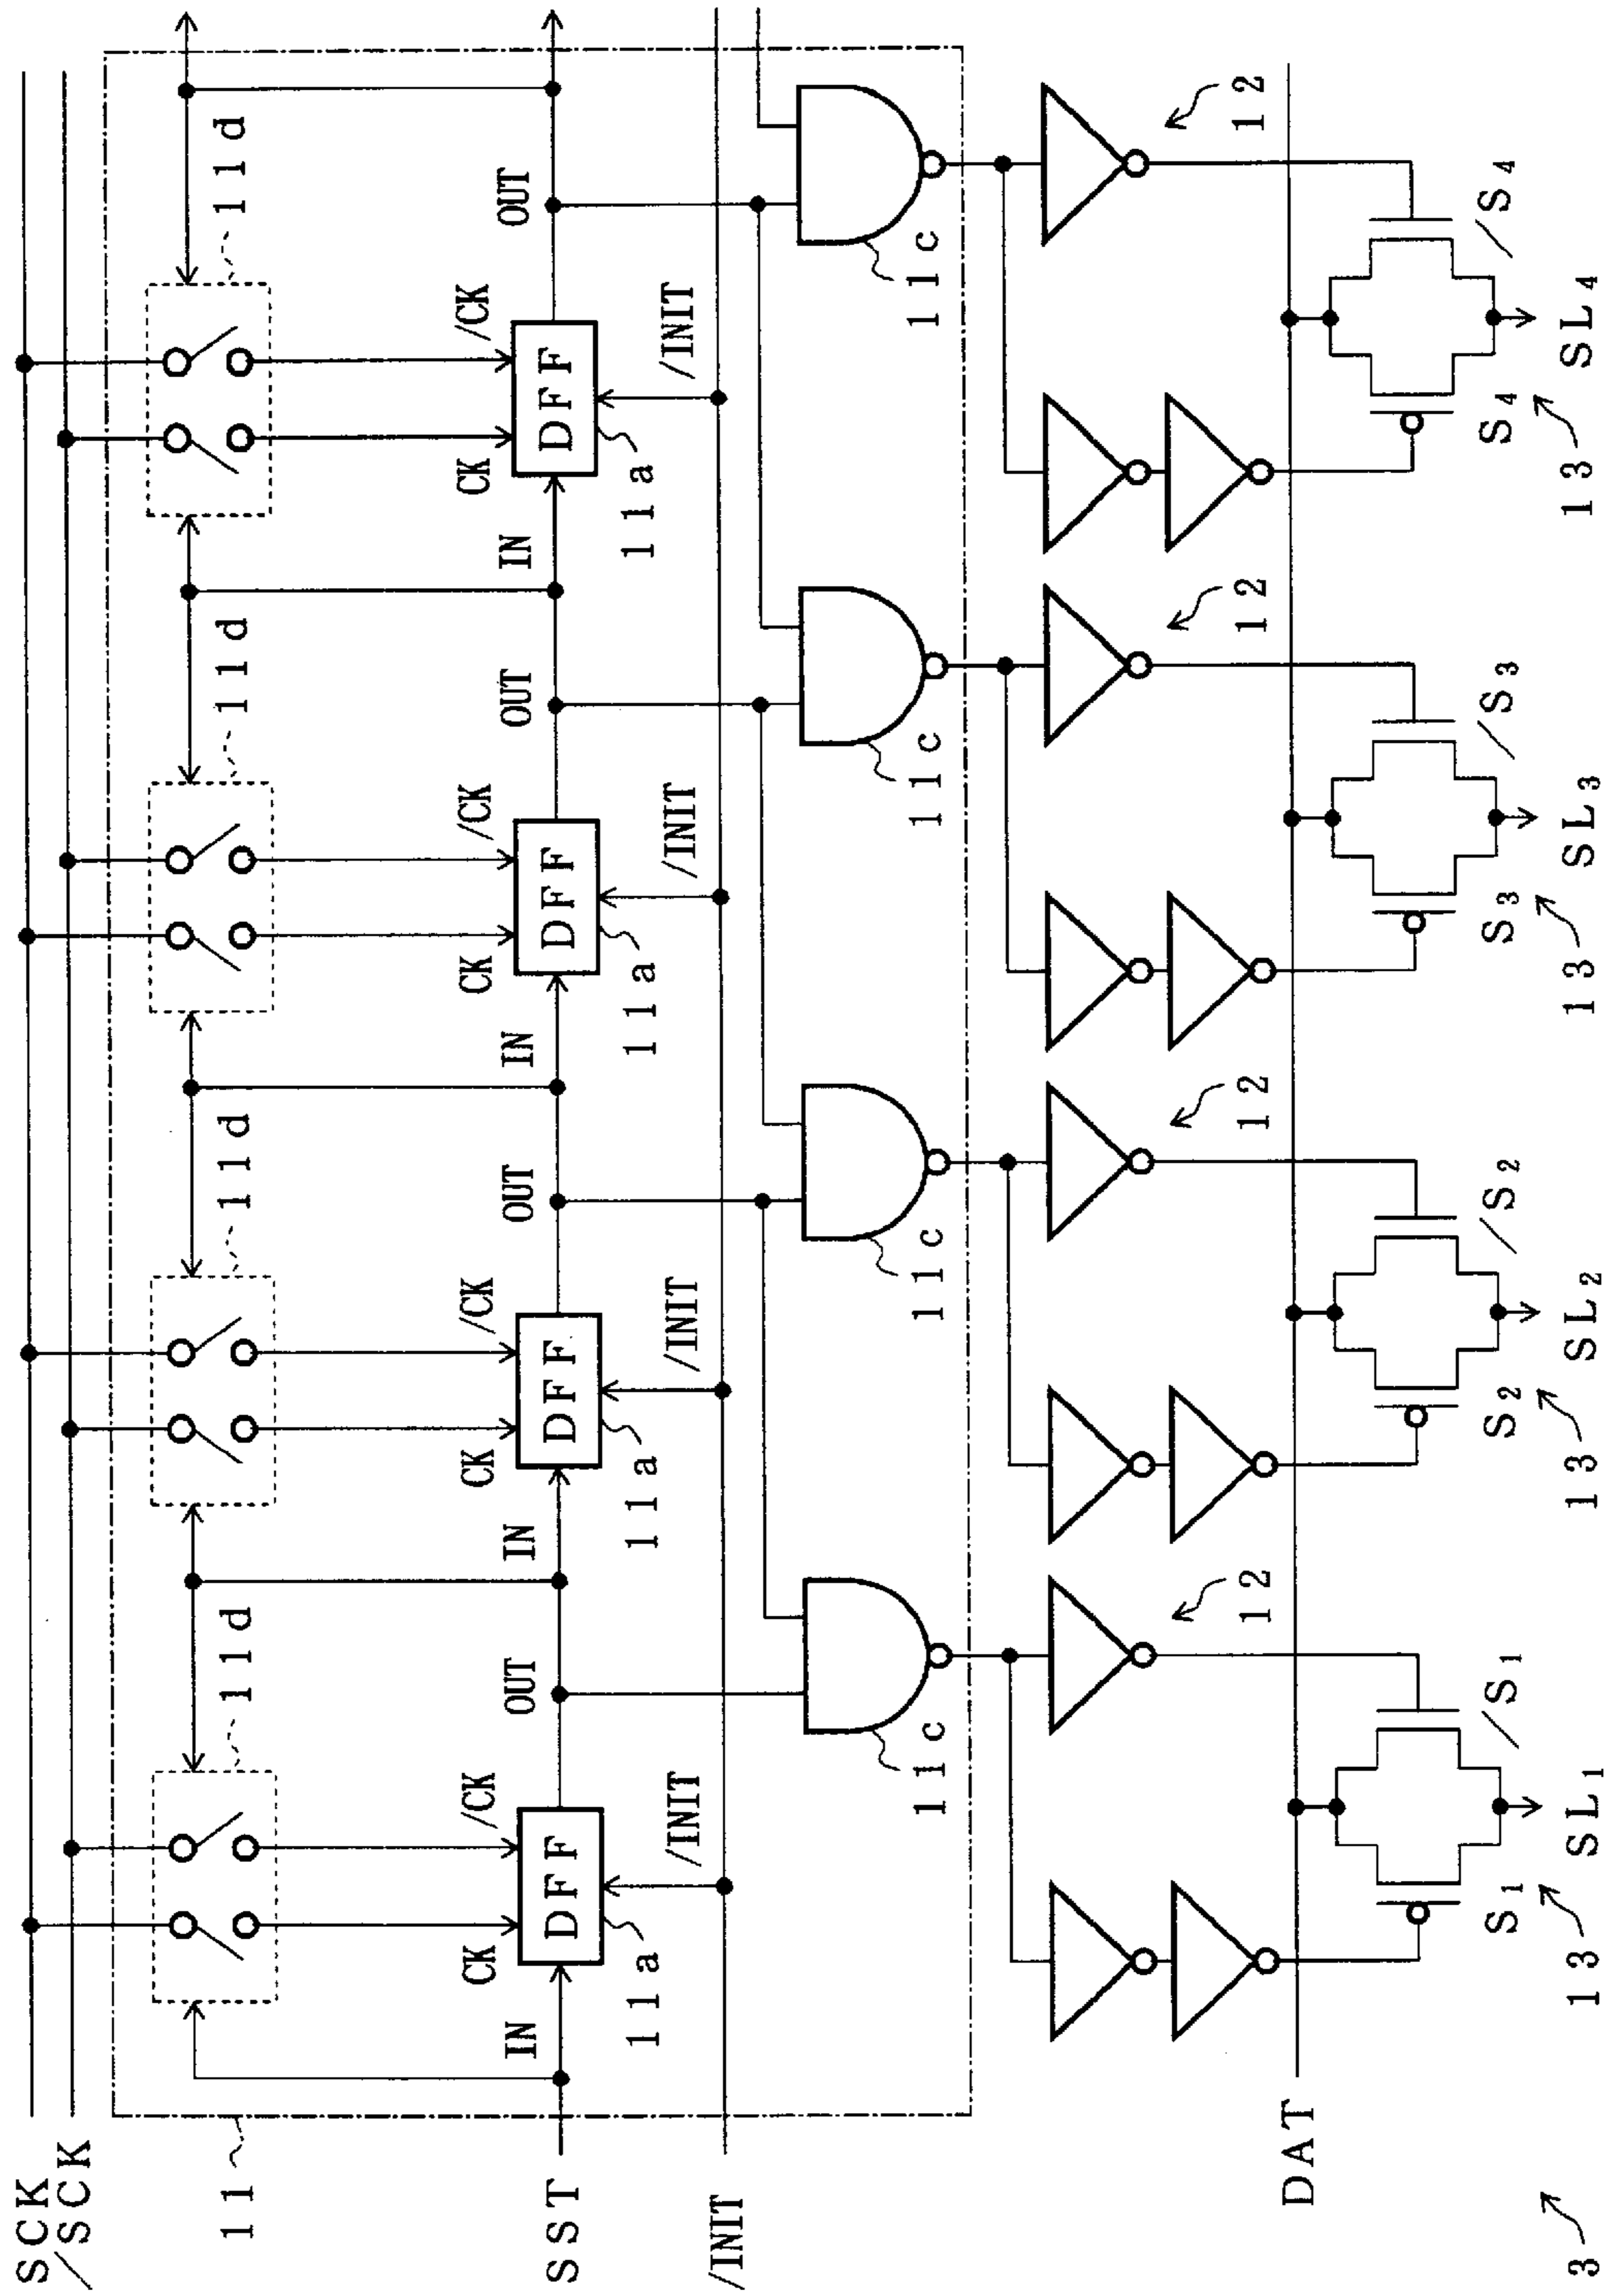 SCK
/SCK
11 11d 11d 11d 11d
CK /CK CK /CK CK /CK CK /CK
IN OUT IN OUT IN OUT IN OUT
SST DFF DFF DFF DFF
11a 11a 11a 11a
/INIT /INIT /INIT /INIT
/INIT
11c 11c 11c 11c
12 12 12 12
DAT
S1 /S1 S2 /S2 S3 /S3 S4 /S4
3 13 SL1 13 SL2 13 SL3 13 SL4